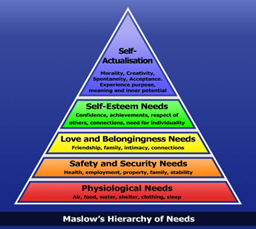 Self-
Actualisation
Morality, Creativity,
Spontaneity, Acceptance.
Experience purpose,
meaning and inner potential
Self-Esteem Needs
Confidence, achievements, respect of
others, connections, need for individuality
Love and Belongingness Needs
Friendship, family, intimacy, connections
Safety and Security Needs
Health, employment, property, family, stability
Physiological Needs
Air, food, water, shelter, clothing, sleep
Maslow's Hierarchy of Needs